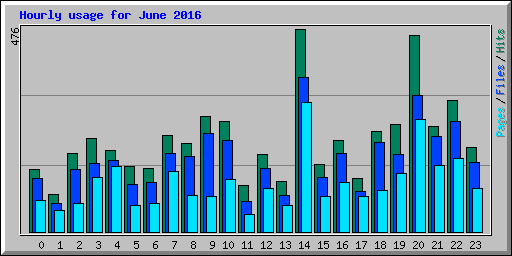 Hourly usage for June 2016
476
Pages/Files/Hits
0 1 2 3 4 5 6 7 8 9 10 11 12 13 14 15 16 17 18 19 20 21 22 23